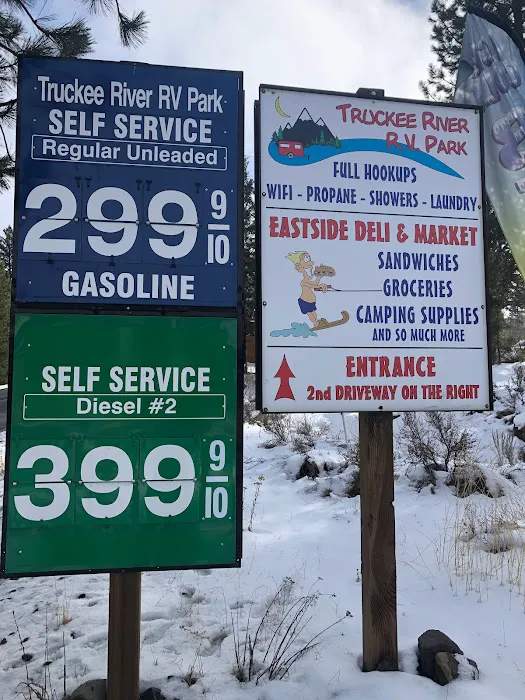 Truckee River RV Park
SELF SERVICE
Regular Unleaded
299 9/10
GASOLINE
SELF SERVICE
Diesel #2
399 9/10
TRUCKEE RIVER
R.V. PARK
FULL HOOKUPS
WIFI - PROPANE - SHOWERS - LAUNDRY
EASTSIDE DELI & MARKET
SANDWICHES
GROCERIES
CAMPING SUPPLIES
AND SO MUCH MORE
ENTRANCE
2nd DRIVEWAY ON THE RIGHT